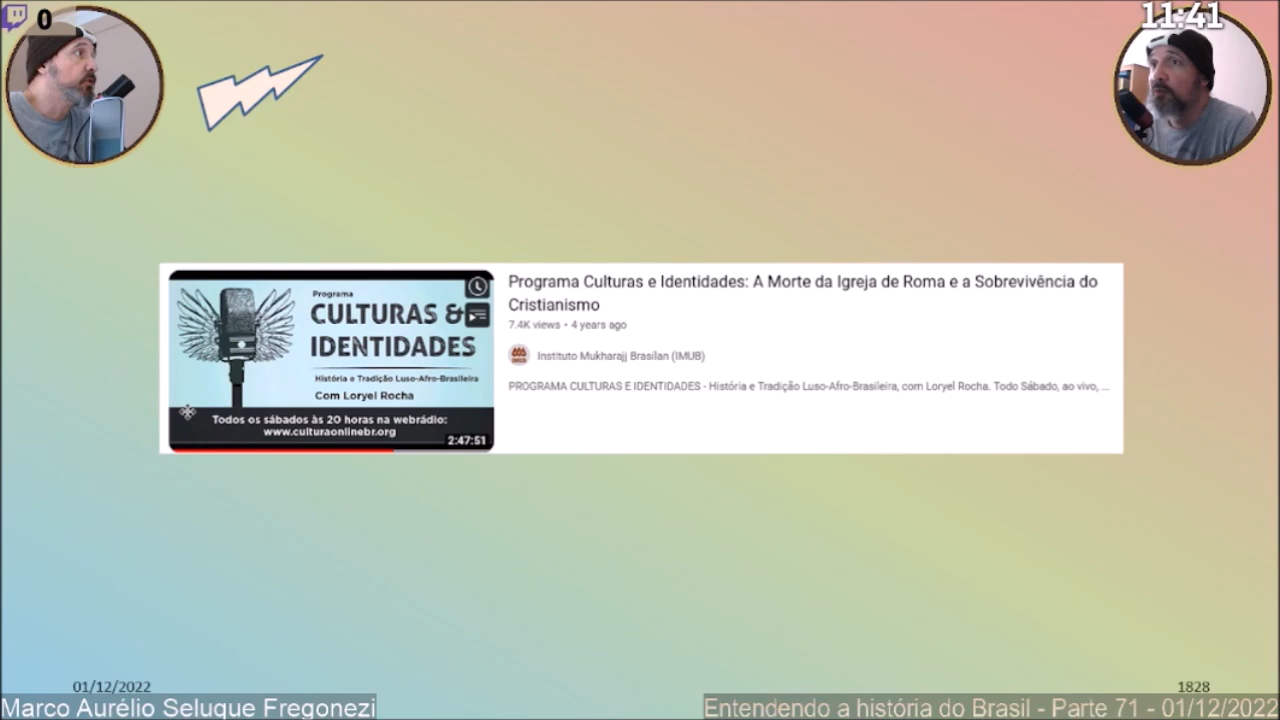 0
11:41
Programa
CULTURAS &
IDENTIDADES
História e Tradição Luso-Afro-Brasileira
Com Loryel Rocha
Todos os sábados às 20 horas na webrádio:
www.culturaonlinebr.org
2:47:51
Programa Culturas e Identidades: A Morte da Igreja de Roma e a Sobrevivência do
Cristianismo
7.4K views • 4 years ago
Instituto Mukharajj Brasilan (IMUB)
PROGRAMA CULTURAS E IDENTIDADES - História e Tradição Luso-Afro-Brasileira, com Loryel Rocha. Todo Sábado, ao vivo, ...
01/12/2022
1828
Marco Aurélio Seluque Fregonezi
Entendendo a história do Brasil - Parte 71 - 01/12/2022